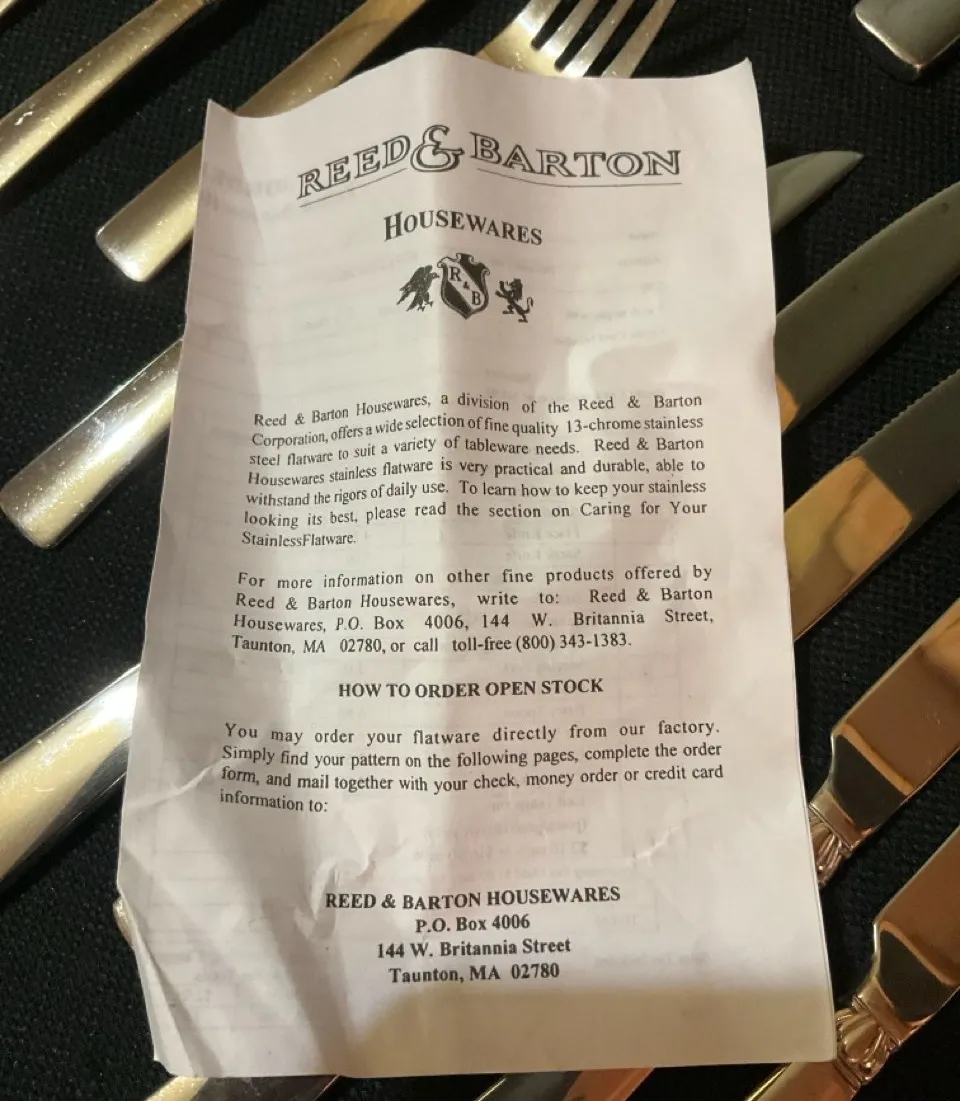 REED & BARTON
HOUSEWARES
R & B
Reed & Barton Housewares, a division of the Reed & Barton
Corporation, offers a wide selection of fine quality 13-chrome stainless
steel flatware to suit a variety of tableware needs. Reed & Barton
Housewares stainless flatware is very practical and durable, able to
withstand the rigors of daily use. To learn how to keep your stainless
looking its best, please read the section on Caring for Your
StainlessFlatware.
For more information on other fine products offered by
Reed & Barton Housewares, write to: Reed & Barton
Housewares, P.O. Box 4006, 144 W. Britannia Street,
Taunton, MA 02780, or call toll-free (800) 343-1383.
HOW TO ORDER OPEN STOCK
You may order your flatware directly from our factory.
Simply find your pattern on the following pages, complete the order
form, and mail together with your check, money order or credit card
information to:
REED & BARTON HOUSEWARES
P.O. Box 4006
144 W. Britannia Street
Taunton, MA 02780